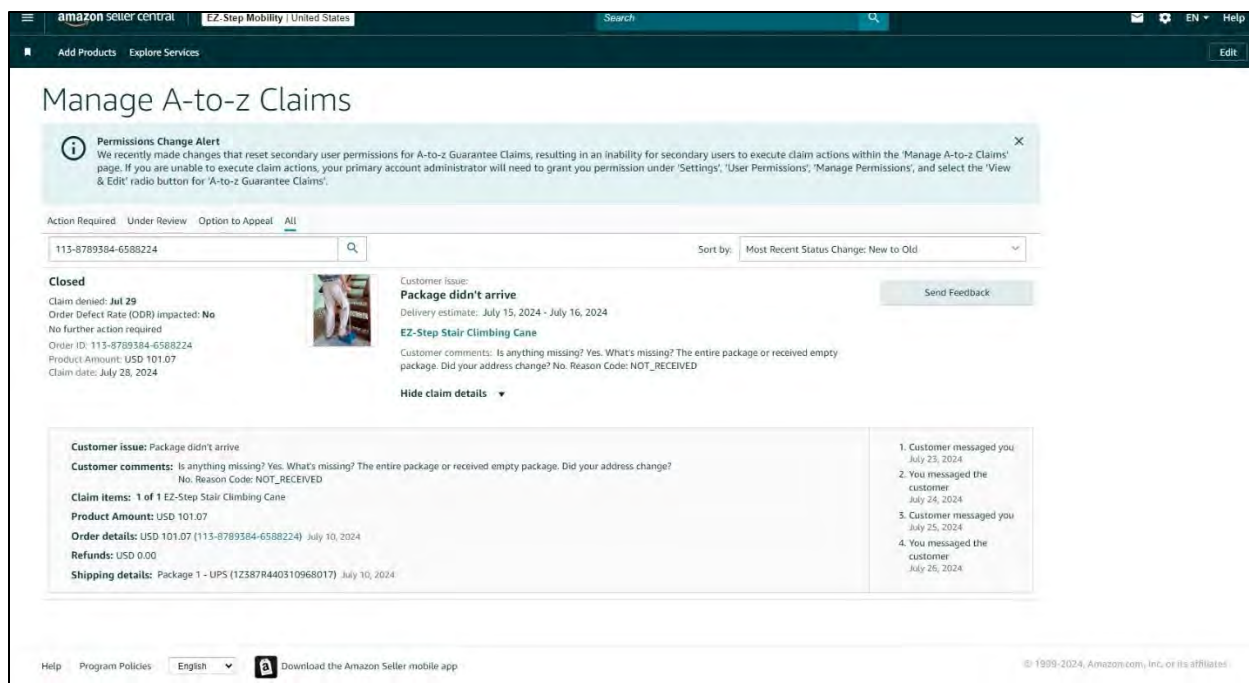 amazon seller central
EZ-Step Mobility | United States
Search
EN
Help
Add Products
Explore Services
Edit
Manage A-to-z Claims
Permissions Change Alert
We recently made changes that reset secondary user permissions for A-to-z Guarantee Claims, resulting in an inability for secondary users to execute claim actions within the 'Manage A-to-z Claims'
page. If you are unable to execute claim actions, your primary account administrator will need to grant you permission under 'Settings', 'User Permissions', 'Manage Permissions', and select the 'View
& Edit' radio button for 'A-to-z Guarantee Claims'.
Action Required
Under Review
Option to Appeal
All
113-8789384-6588224
Sort by:
Most Recent Status Change: New to Old
Closed
Claim denied: Jul 29
Order Defect Rate (ODR) impacted: No
No further action required
Order ID: 113-8789384-6588224
Product Amount: USD 101.07
Claim date: July 28, 2024
Customer issue:
Package didn't arrive
Delivery estimate: July 15, 2024 - July 16, 2024
EZ-Step Stair Climbing Cane
Customer comments: Is anything missing? Yes. What's missing? The entire package or received empty
package. Did your address change? No. Reason Code: NOT_RECEIVED
Hide claim details
Send Feedback
Customer issue: Package didn't arrive
Customer comments: Is anything missing? Yes. What's missing? The entire package or received empty package. Did your address change?
No. Reason Code: NOT_RECEIVED
Claim items: 1 of 1 EZ-Step Stair Climbing Cane
Product Amount: USD 101.07
Order details: USD 101.07 (113-8789384-6588224) July 10, 2024
Refunds: USD 0.00
Shipping details: Package 1 - UPS (1Z387R440310968017) July 10, 2024
1. Customer messaged you
July 23, 2024
2. You messaged the
customer
July 24, 2024
3. Customer messaged you
July 25, 2024
4. You messaged the
customer
July 26, 2024
Help
Program Policies
English
a
Download the Amazon Seller mobile app
© 1999-2024, Amazon.com, Inc. or its affiliates